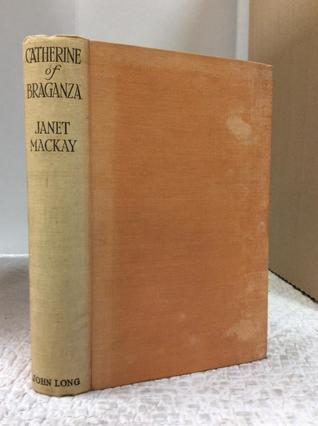 CATHERINE
of
BRAGANZA
JANET
MACKAY
JOHN LONG